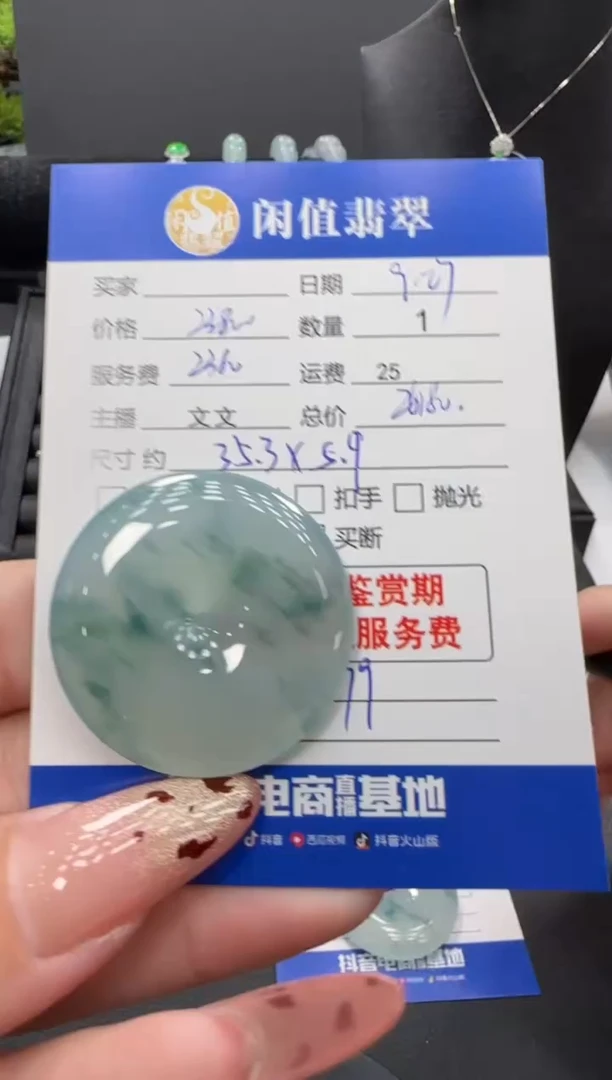 闲值翡翠
买家 日期 9.27
价格 数量 1
服务费 运费 25
主播 文文 总价
尺寸 约 35.3×5.9
扣手 抛光
买断
鉴赏期
服务费
电商直播基地
抖音 西瓜视频 抖音火山版
抖音电商 基地